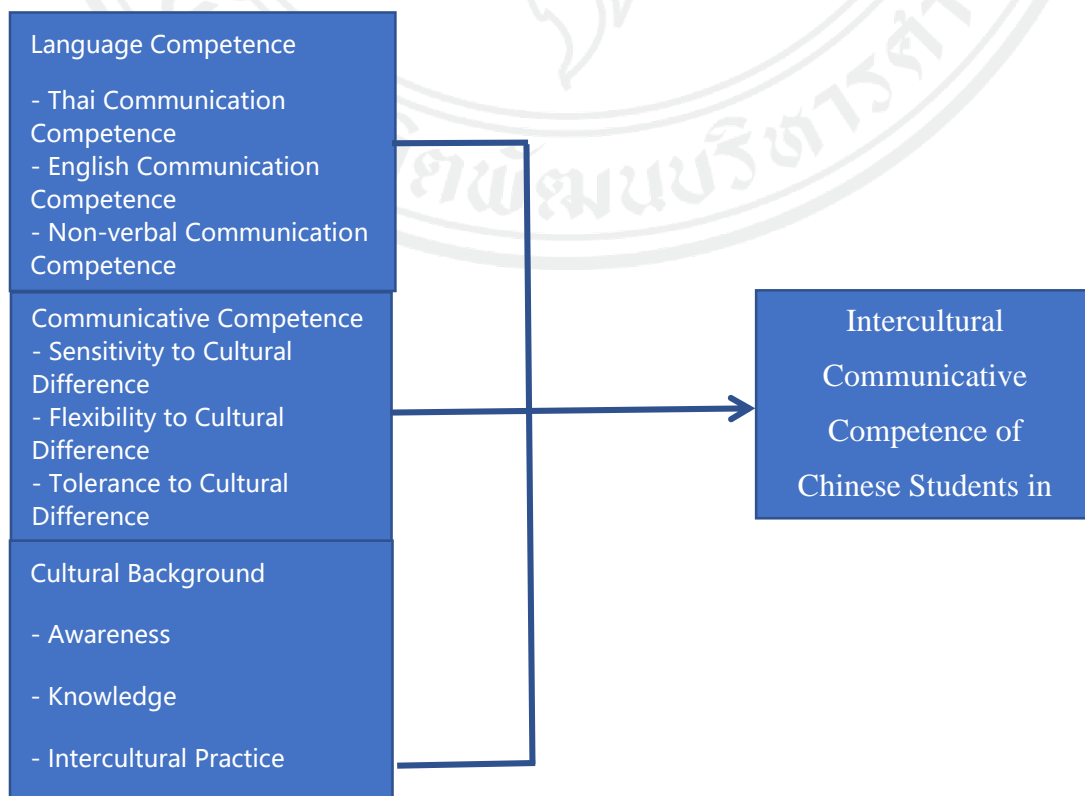 Language Competence
- Thai Communication
Competence
- English Communication
Competence
- Non-verbal Communication
Competence
Communicative Competence
- Sensitivity to Cultural
Difference
- Flexibility to Cultural
Difference
- Tolerance to Cultural
Difference
Cultural Background
- Awareness
- Knowledge
- Intercultural Practice
Intercultural
Communicative
Competence of
Chinese Students in